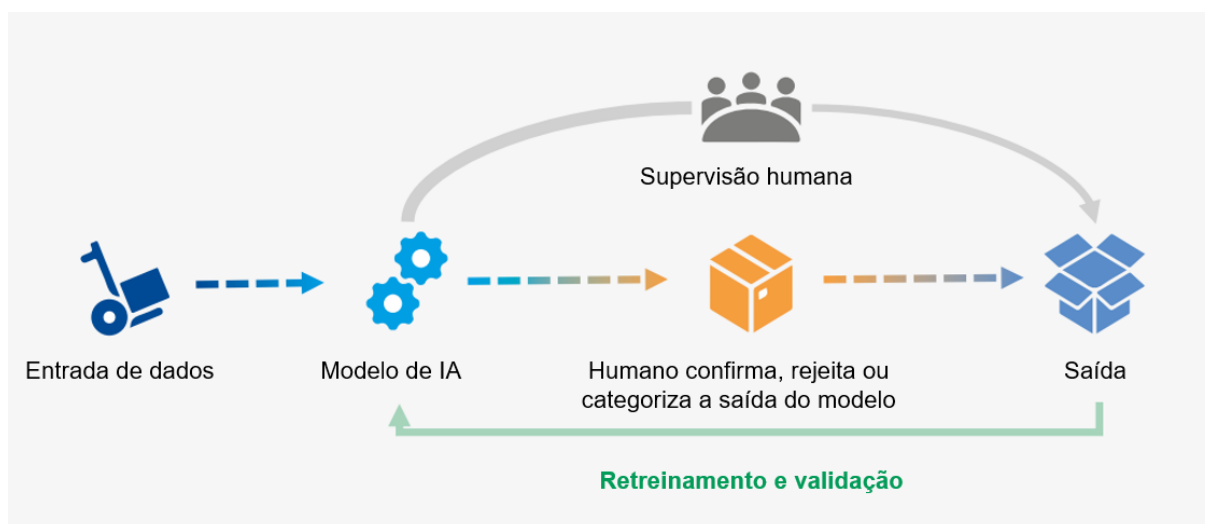 Supervisão humana
Entrada de dados
Modelo de IA
Humano confirma, rejeita ou
categoriza a saída do modelo
Saída
Retreinamento e validação